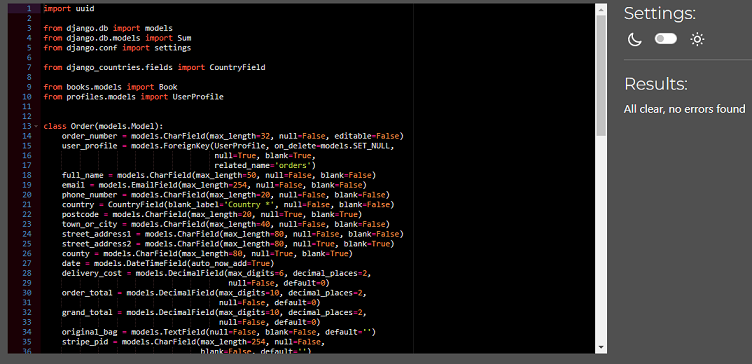 1 import uuid
2
3 from django.db import models
4 from django.db.models import Sum
5 from django.conf import settings
6
7 from django_countries.fields import CountryField
8
9 from books.models import Book
10 from profiles.models import UserProfile
11
12
13 class Order(models.Model):
14     order_number = models.CharField(max_length=32, null=False, editable=False)
15     user_profile = models.ForeignKey(UserProfile, on_delete=models.SET_NULL,
16                                      null=True, blank=True,
17                                      related_name='orders')
18     full_name = models.CharField(max_length=50, null=False, blank=False)
19     email = models.EmailField(max_length=254, null=False, blank=False)
20     phone_number = models.CharField(max_length=20, null=False, blank=False)
21     country = CountryField(blank_label='Country *', null=False, blank=False)
22     postcode = models.CharField(max_length=20, null=True, blank=True)
23     town_or_city = models.CharField(max_length=40, null=False, blank=False)
24     street_address1 = models.CharField(max_length=80, null=False, blank=False)
25     street_address2 = models.CharField(max_length=80, null=True, blank=True)
26     county = models.CharField(max_length=80, null=True, blank=True)
27     date = models.DateTimeField(auto_now_add=True)
28     delivery_cost = models.DecimalField(max_digits=6, decimal_places=2,
29                                         null=False, default=0)
30     order_total = models.DecimalField(max_digits=10, decimal_places=2,
31                                       null=False, default=0)
32     grand_total = models.DecimalField(max_digits=10, decimal_places=2,
33                                       null=False, default=0)
34     original_bag = models.TextField(null=False, blank=False, default='')
35     stripe_pid = models.CharField(max_length=254, null=False,
36                                   blank=False, default='')
Settings:
Results:
All clear, no errors found